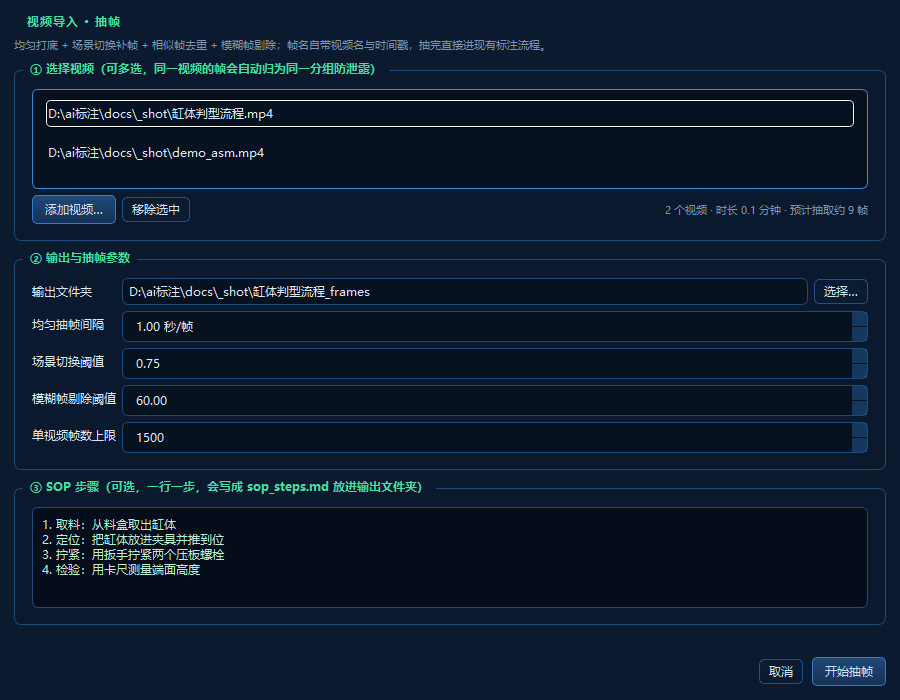 视频导入 · 抽帧
均匀打底 + 场景切换补帧 + 相似帧去重 + 模糊帧剔除；帧名自带视频名与时间戳，抽完直接进现有标注流程。
① 选择视频（可多选，同一视频的帧会自动归为同一分组防泄露）
D:\ai标注\docs\_shot\缸体判型流程.mp4
D:\ai标注\docs\_shot\demo_asm.mp4
添加视频... 移除选中 2 个视频 · 时长 0.1 分钟 · 预计抽取约 9 帧
② 输出与抽帧参数
输出文件夹 D:\ai标注\docs\_shot\缸体判型流程_frames 选择...
均匀抽帧间隔 1.00 秒/帧
场景切换阈值 0.75
模糊帧剔除阈值 60.00
单视频帧数上限 1500
③ SOP 步骤（可选，一行一步，会写成 sop_steps.md 放进输出文件夹）
1. 取料：从料盒取出缸体
2. 定位：把缸体放进夹具并推到位
3. 拧紧：用扳手拧紧两个压板螺栓
4. 检验：用卡尺测量端面高度
取消 开始抽帧